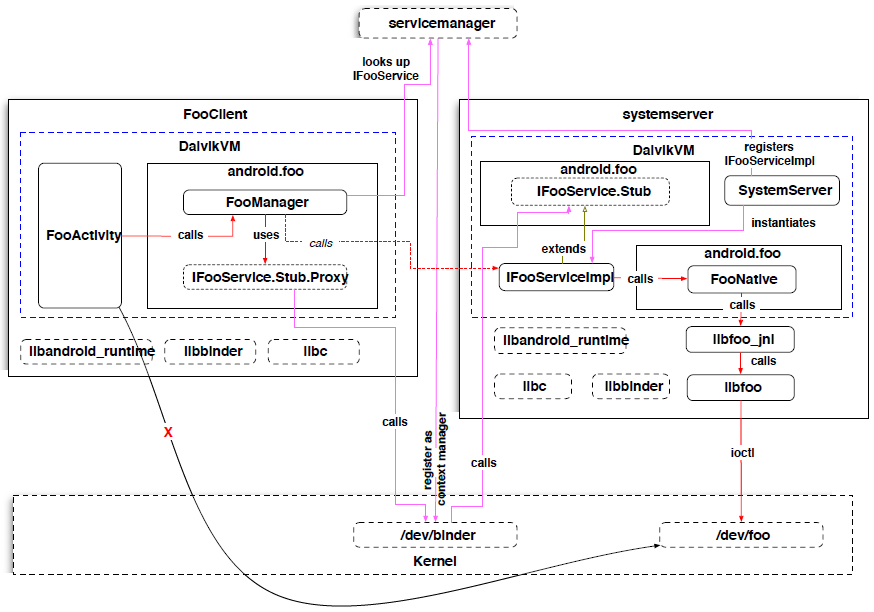 servicemanager
looks up
IFooService
FooClient
DalvikVM
android.foo
FooManager
FooActivity
calls
uses
calls
IFooService.Stub.Proxy
libandroid_runtime
libbinder
libc
X
calls
register as
context manager
calls
systemserver
DalvikVM
registers
IFooServiceImpl
android.foo
IFooService.Stub
SystemServer
instantiates
extends
android.foo
IFooServiceImpl
calls
FooNative
calls
libandroid_runtime
libfoo_jni
calls
libc
libbinder
libfoo
ioctl
/dev/binder
/dev/foo
Kernel